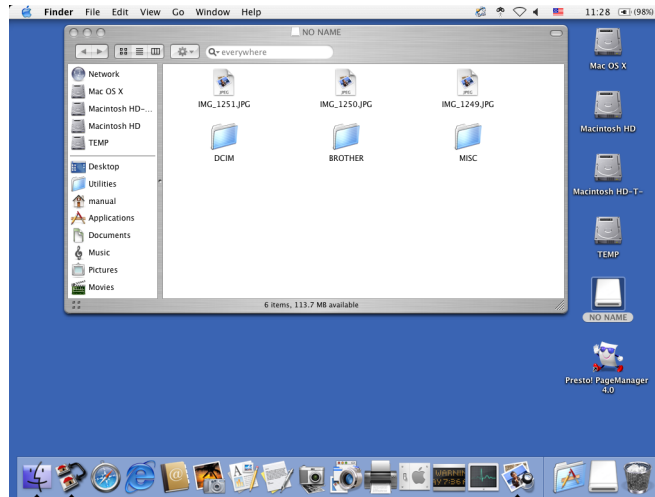 Finder File Edit View Go Window Help 11:28 (98%)
NO NAME
everywhere
Network
Mac OS X
Macintosh HD-...
Macintosh HD
TEMP
Desktop
Utilities
manual
Applications
Documents
Music
Pictures
Movies
JPEG
IMG_1251.JPG
JPEG
IMG_1250.JPG
JPEG
IMG_1249.JPG
DCIM
BROTHER
MISC
6 items, 113.7 MB available
Mac OS X
Macintosh HD
Macintosh HD-T-
TEMP
NO NAME
Presto! PageManager
4.0